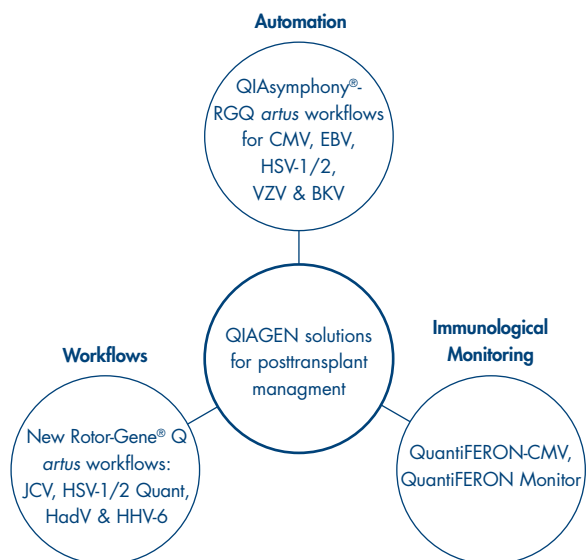 Automation
QIAsymphony®-
RGQ artus workflows
for CMV, EBV,
HSV-1/2,
VZV & BKV
QIAGEN solutions
for posttransplant
managment
Workflows
New Rotor-Gene® Q
artus workflows:
JCV, HSV-1/2 Quant,
HadV & HHV-6
Immunological
Monitoring
QuantiFERON-CMV,
QuantiFERON Monitor